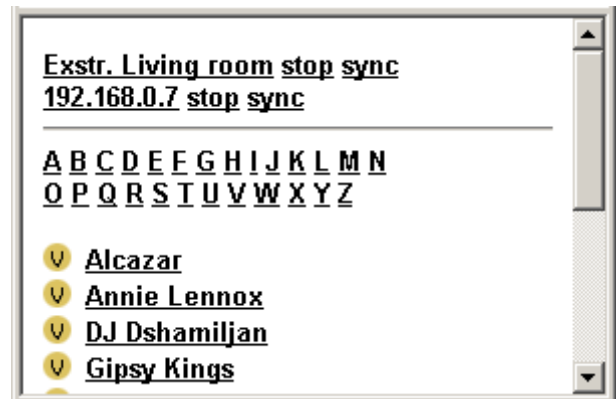 Exstr. Living room stop sync
192.168.0.7 stop sync
A B C D E F G H I J K L M N
O P Q R S T U V W X Y Z
V Alcazar
V Annie Lennox
V DJ Dshamiljan
V Gipsy Kings